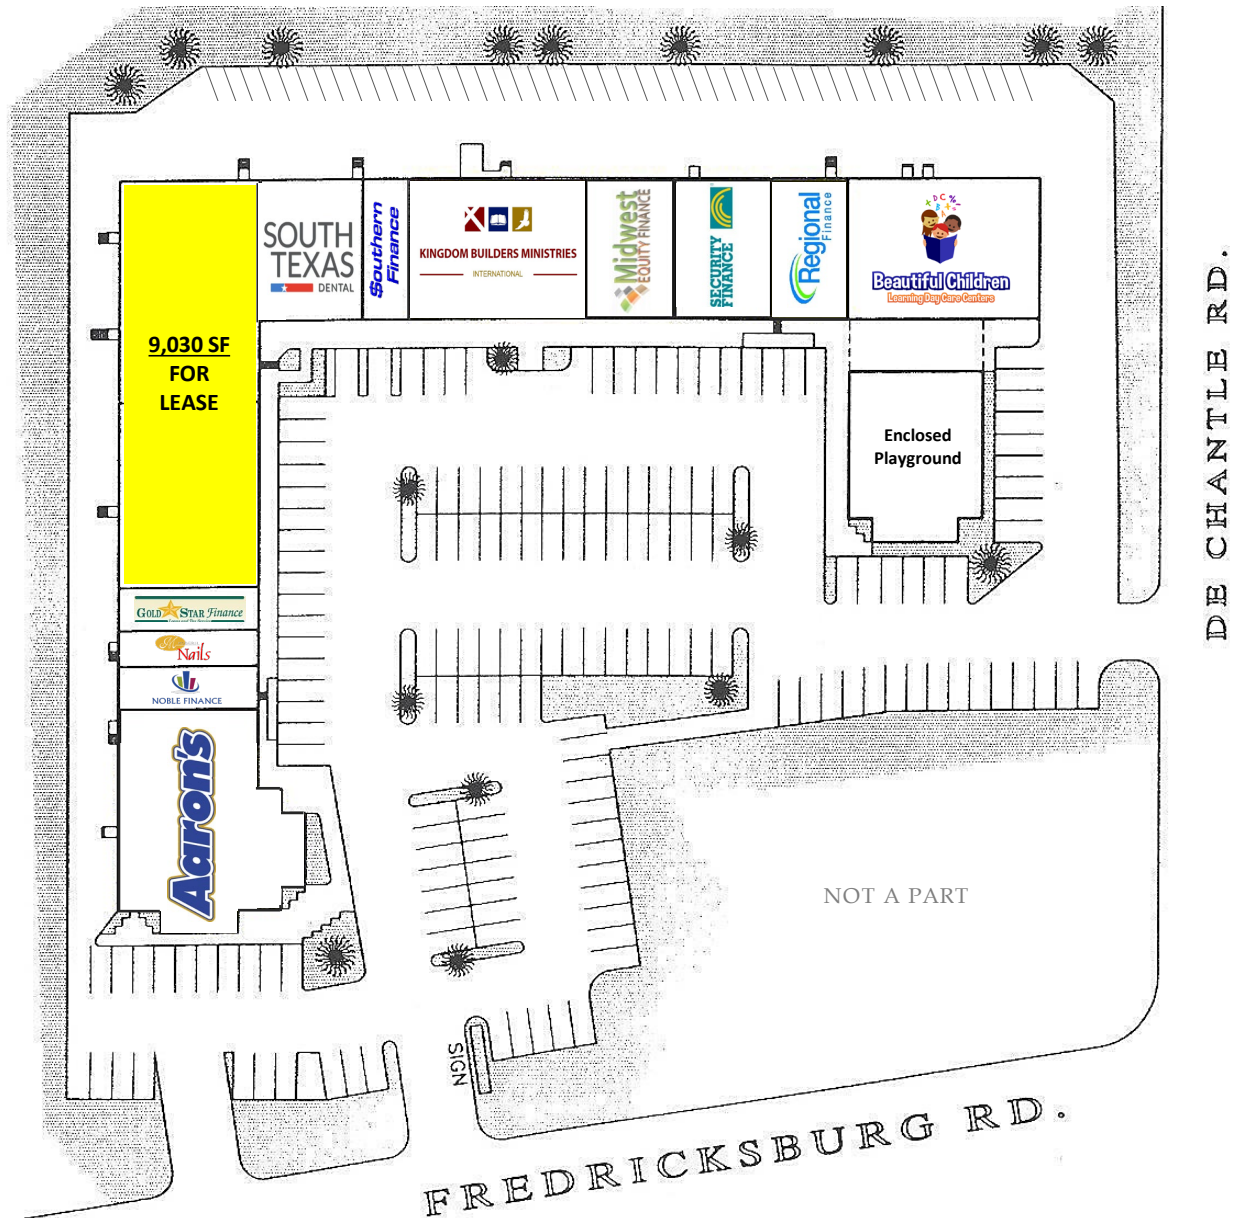 SOUTH
TEXAS
DENTAL
Southern
Finance
KINGDOM BUILDERS MINISTRIES
INTERNATIONAL
Midwest
EQUITY FINANCE
SECURITY
FINANCE
Regional
Finance
Beautiful Children
Learning Day Care Centers
9,030 SF
FOR
LEASE
Enclosed
Playground
GOLD STAR Finance
Nails
NOBLE FINANCE
Aaron's
NOT A PART
SIGN
FREDRICKSBURG RD.
DE CHANTLE RD.